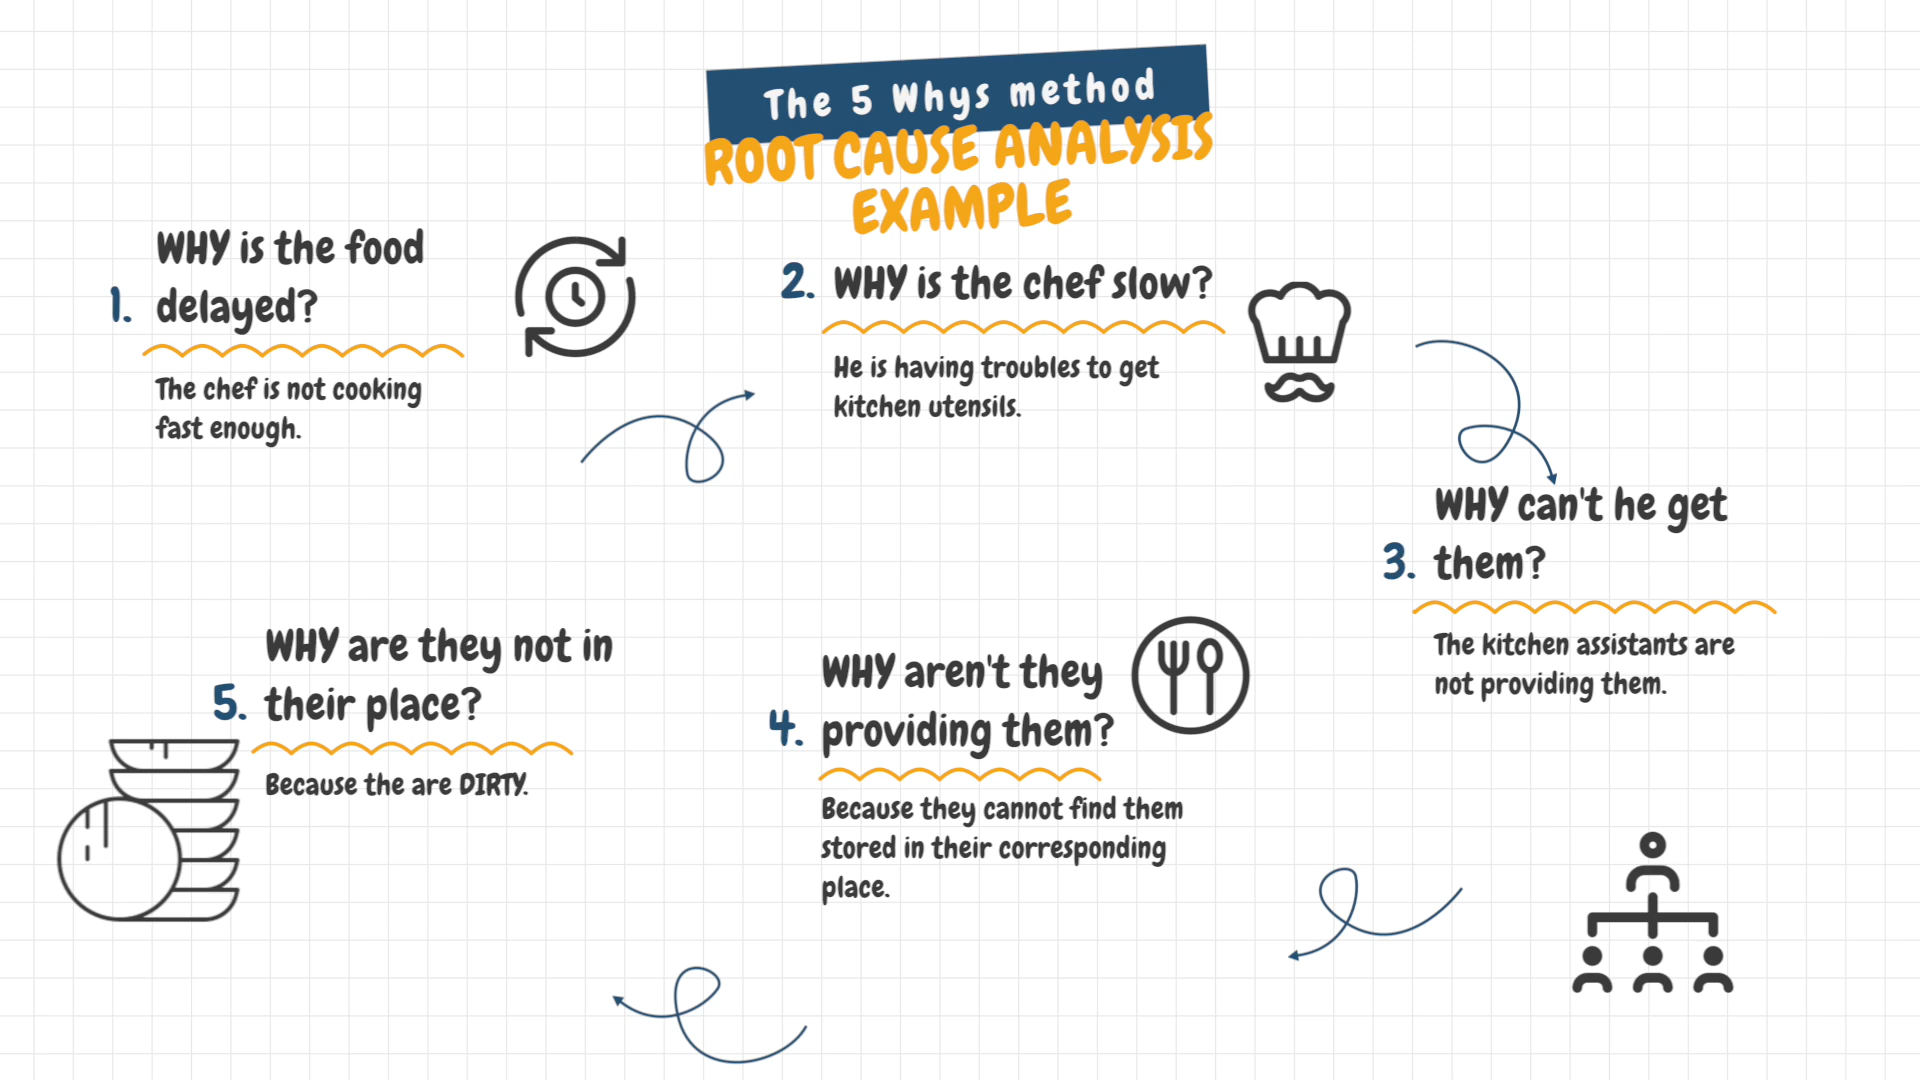 The 5 Whys method
ROOT CAUSE ANALYSIS
EXAMPLE
1. WHY is the food
delayed?
The chef is not cooking
fast enough.
2. WHY is the chef slow?
He is having troubles to get
kitchen utensils.
3. WHY can't he get
them?
The kitchen assistants are
not providing them.
4. WHY aren't they
providing them?
Because they cannot find them
stored in their corresponding
place.
5. WHY are they not in
their place?
Because the are DIRTY.